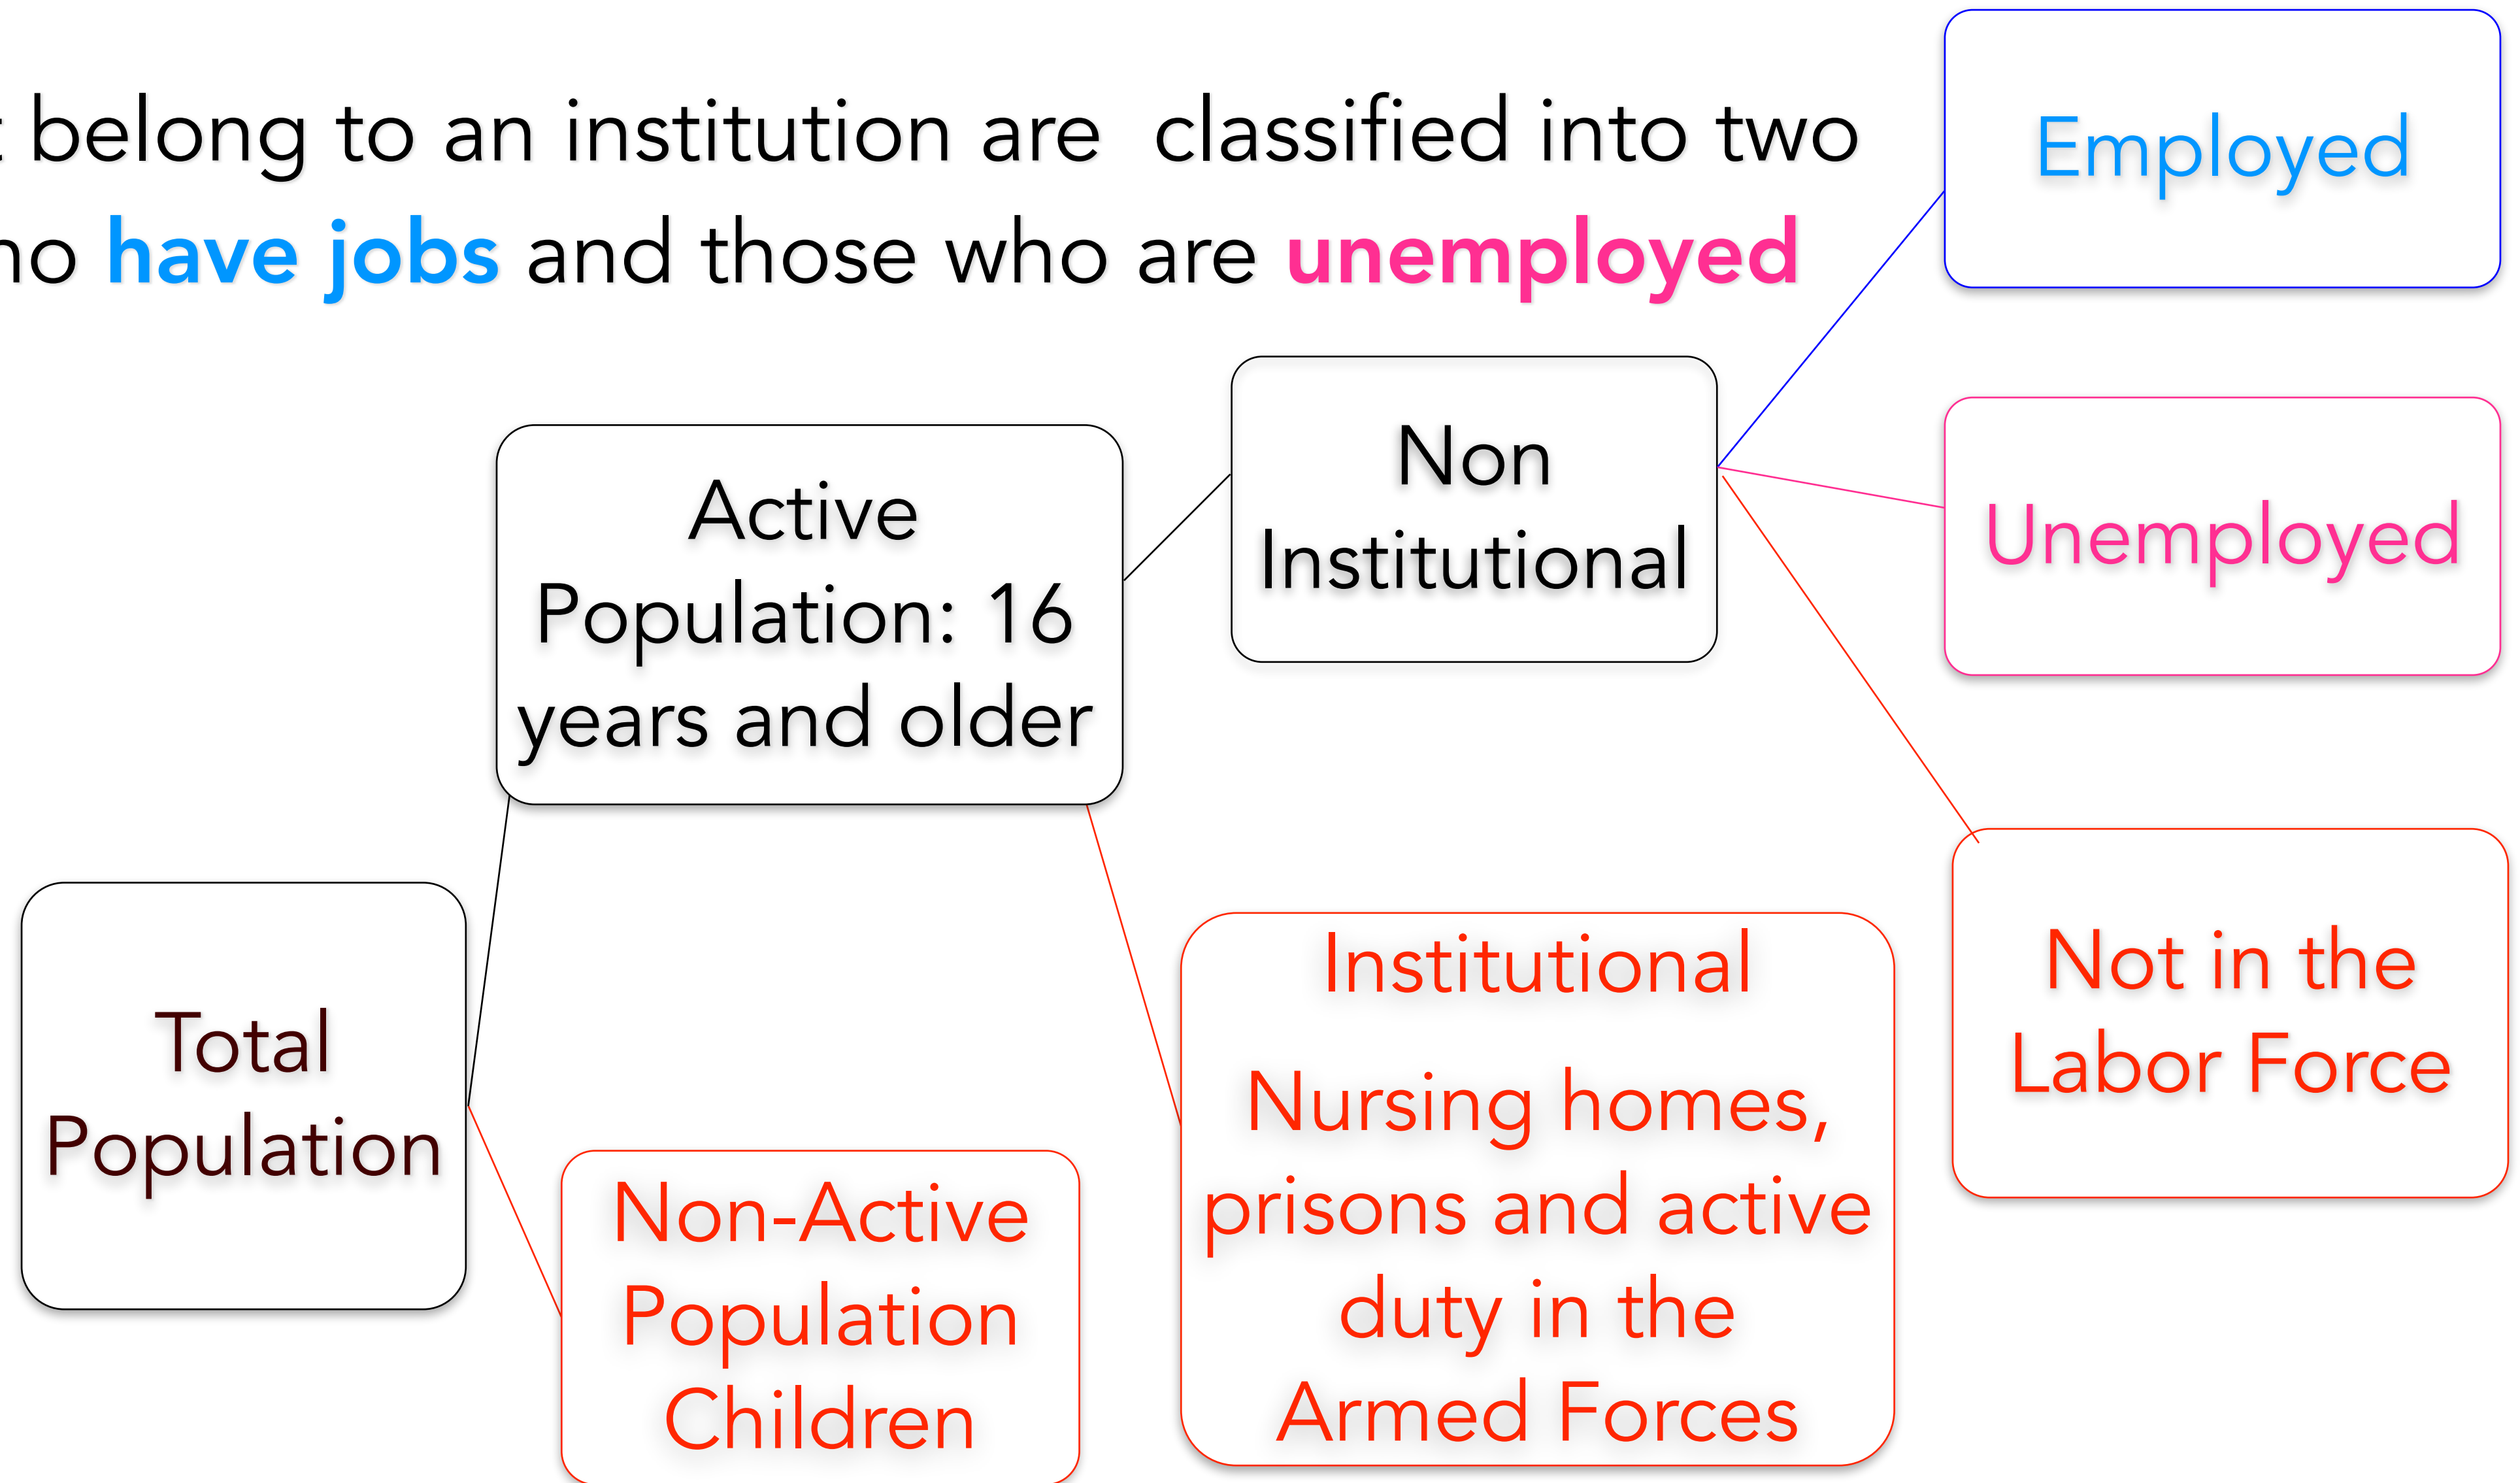 belong to an institution are classified into two
have jobs and those who are unemployed
Employed
Non
Institutional
Active
Population: 16
years and older
Unemployed
Total
Population
Non-Active
Population
Children
Institutional
Nursing homes,
prisons and active
duty in the
Armed Forces
Not in the
Labor Force